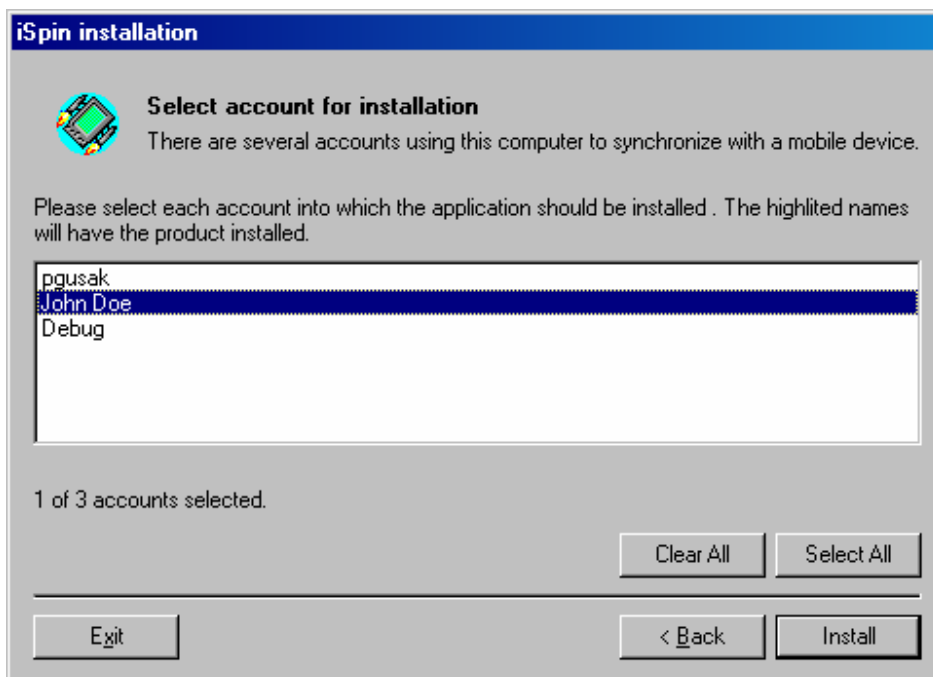 iSpin installation
Select account for installation
There are several accounts using this computer to synchronize with a mobile device.
Please select each account into which the application should be installed . The highlited names
will have the product installed.
pgusak
John Doe
Debug
1 of 3 accounts selected.
Clear All
Select All
Exit
< Back
Install